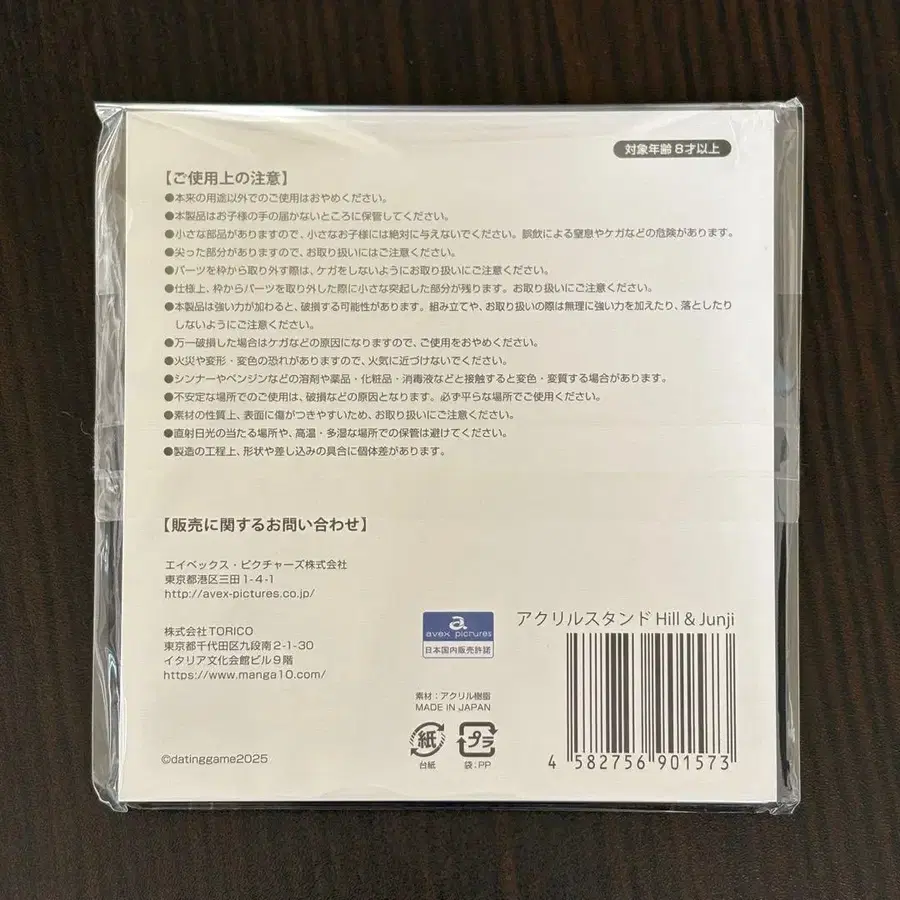 対象年齢8才以上
【ご使用上の注意】
●本来の用途以外でのご使用はおやめください。
●本製品はお子様の手の届かないところに保管してください。
●小さな部品がありますので、小さなお子様には絶対に与えないでください。誤飲による窒息やケガなどの危険があります。
●尖った部分がありますので、お取り扱いにはご注意ください。
●パーツを枠から取り外す際は、ケガをしないようにお取り扱いにご注意ください。
●仕様上、枠からパーツを取り外した際に小さな突起した部分が残ります。お取り扱いにご注意ください。
●本製品は強い力が加わると、破損する可能性があります。組み立てや、お取り扱いの際は無理に強い力を加えたり、落としたり
しないようにご注意ください。
●万一破損した場合はケガなどの原因になりますので、ご使用をおやめください。
●火災や変形・変色の恐れがありますので、火気に近づけないでください。
●シンナーやベンジンなどの溶剤や薬品・化粧品・消毒液などと接触すると変色・変質する場合があります。
●不安定な場所でのご使用は、破損などの原因となります。必ず平らな場所でご使用ください。
●素材の性質上、表面に傷がつきやすいため、お取り扱いにご注意ください。
●直射日光の当たる場所や、高温・多湿な場所での保管は避けてください。
●製造の工程上、形状や差し込みの具合に個体差があります。
【販売に関するお問い合わせ】
エイベックス・ピクチャーズ株式会社
東京都港区三田1-4-1
http://avex-pictures.co.jp/
株式会社TORICO
東京都千代田区九段南2-1-30
イタリア文化会館ビル9階
https://www.manga10.com/
©datinggame2025
a.
avex pictures
日本国内販売許諾
素材：アクリル樹脂
MADE IN JAPAN
紙
台紙
プラ
袋：PP
アクリルスタンド Hill & Junji
4 582756 901573